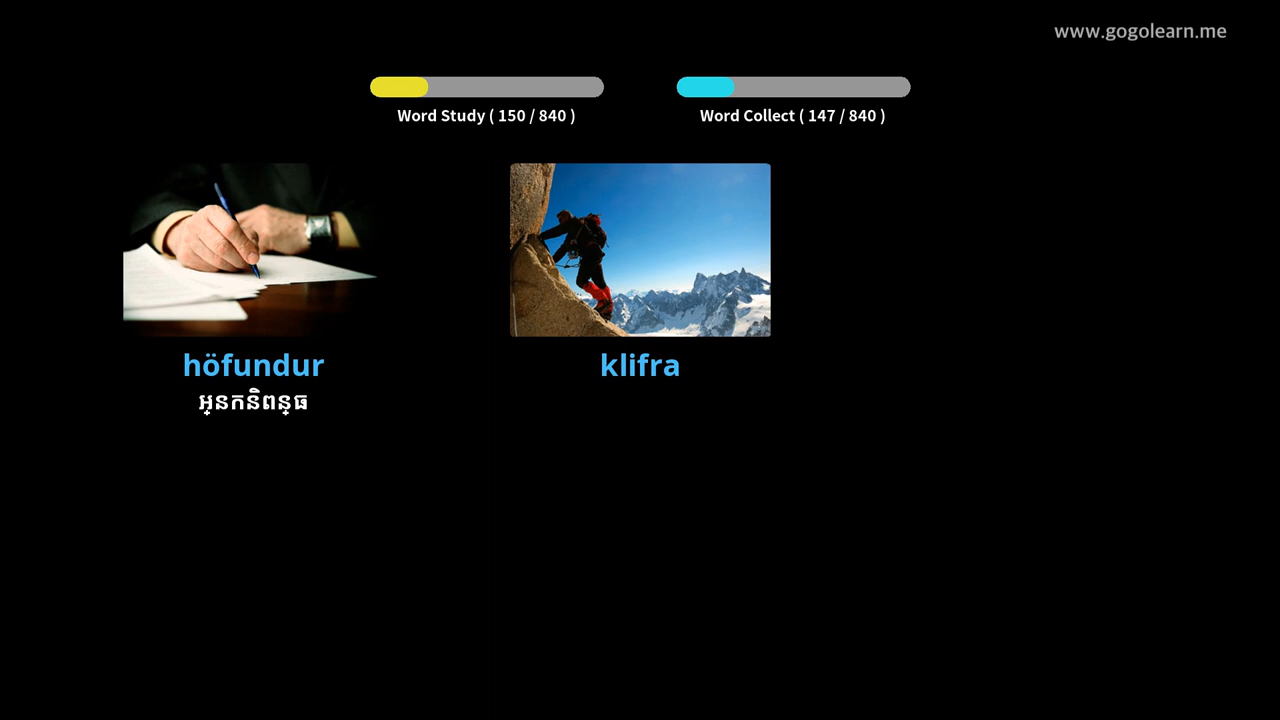 www.gogolearn.me
Word Study ( 150 / 840 )
Word Collect ( 147 / 840 )
höfundur
អ្នកនិពន្ធ
klifra